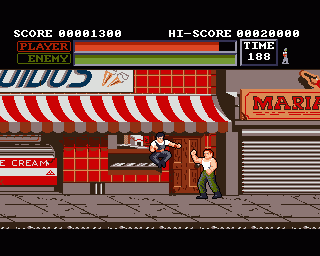 SCORE 00001300 HI-SCORE 00020000
PLAYER TIME
ENEMY 188
UIDOS
MARIA
E CREAM